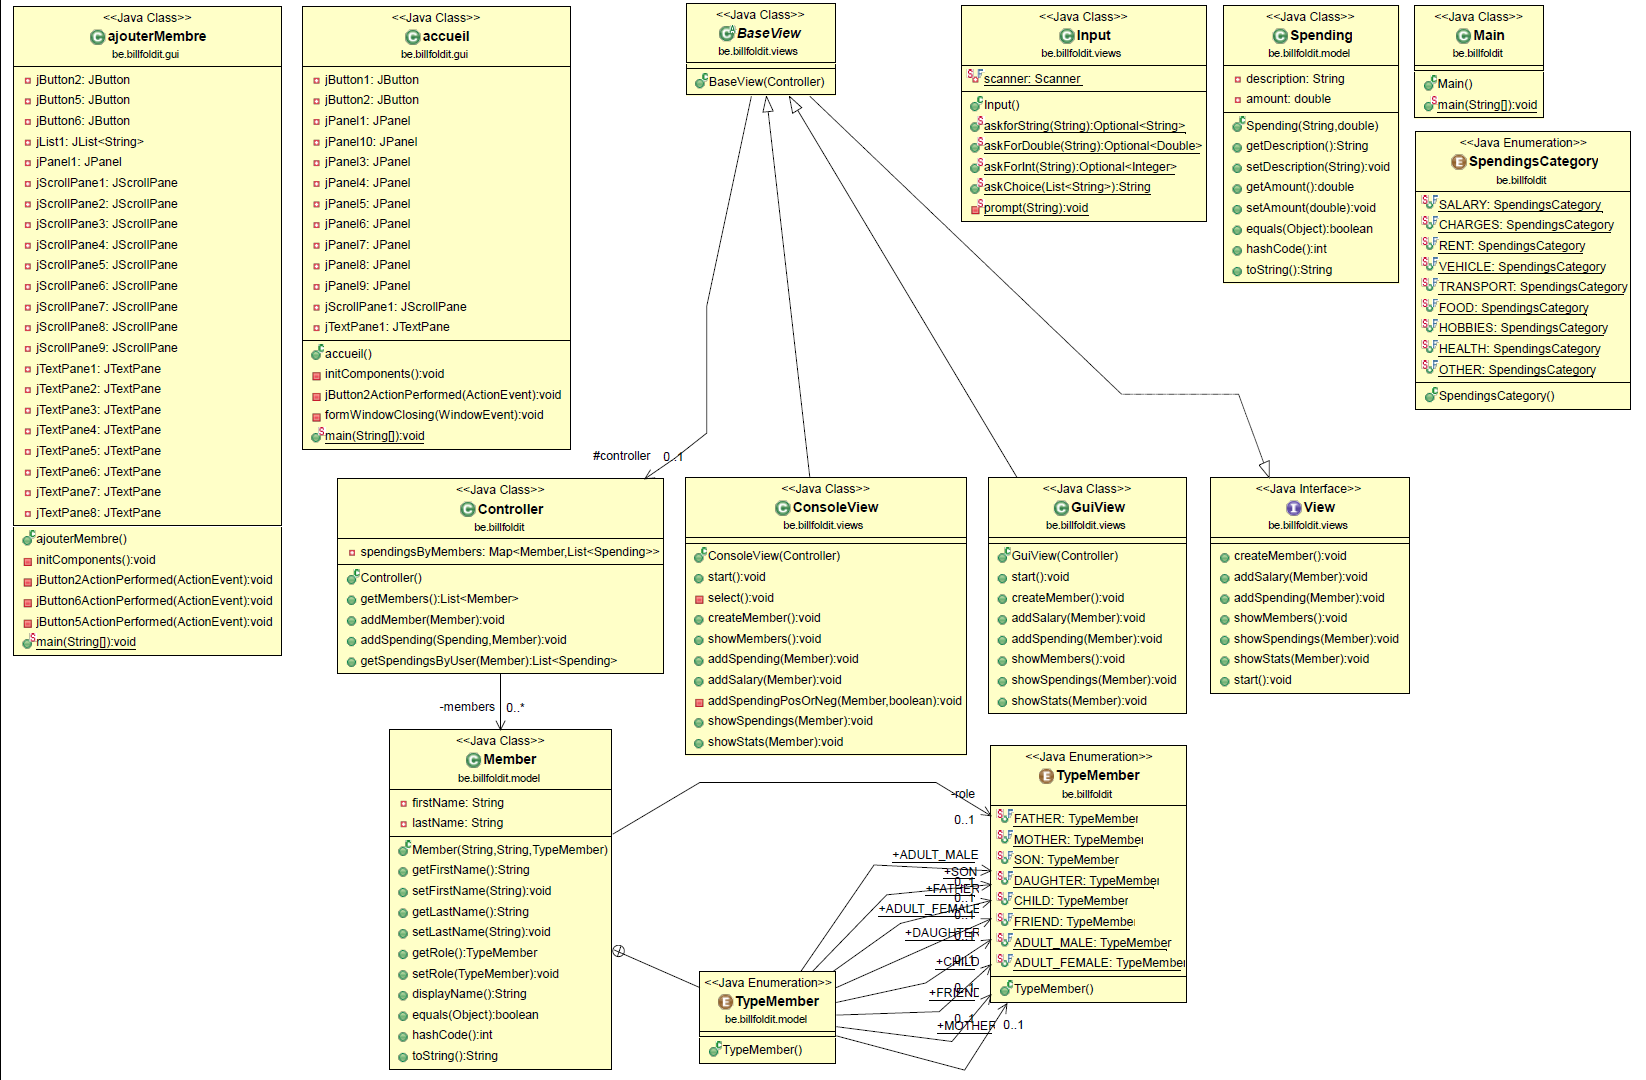 <<Java Class>>
ajouterMembre
be.billfoldit.gui
jButton2: JButton
jButton5: JButton
jButton6: JButton
jList1: JList<String>
jPanel1: JPanel
jScrollPane1: JScrollPane
jScrollPane2: JScrollPane
jScrollPane3: JScrollPane
jScrollPane4: JScrollPane
jScrollPane5: JScrollPane
jScrollPane6: JScrollPane
jScrollPane7: JScrollPane
jScrollPane8: JScrollPane
jScrollPane9: JScrollPane
jTextPane1: JTextPane
jTextPane2: JTextPane
jTextPane3: JTextPane
jTextPane4: JTextPane
jTextPane5: JTextPane
jTextPane6: JTextPane
jTextPane7: JTextPane
jTextPane8: JTextPane
ajouterMembre()
initComponents():void
jButton2ActionPerformed(ActionEvent):void
jButton6ActionPerformed(ActionEvent):void
jButton5ActionPerformed(ActionEvent):void
main(String[]):void
<<Java Class>>
accueil
be.billfoldit.gui
jButton1: JButton
jButton2: JButton
jPanel1: JPanel
jPanel10: JPanel
jPanel3: JPanel
jPanel4: JPanel
jPanel5: JPanel
jPanel6: JPanel
jPanel7: JPanel
jPanel8: JPanel
jPanel9: JPanel
jScrollPane1: JScrollPane
jTextPane1: JTextPane
accueil()
initComponents():void
jButton2ActionPerformed(ActionEvent):void
formWindowClosing(WindowEvent):void
main(String[]):void
<<Java Class>>
BaseView
be.billfoldit.views
BaseView(Controller)
<<Java Class>>
Input
be.billfoldit.views
scanner: Scanner
Input()
askforString(String):Optional<String>
askForDouble(String):Optional<Double>
askForInt(String):Optional<Integer>
askChoice(List<String>):String
prompt(String):void
<<Java Class>>
Spending
be.billfoldit.model
description: String
amount: double
Spending(String,double)
getDescription():String
setDescription(String):void
getAmount():double
setAmount(double):void
equals(Object):boolean
hashCode():int
toString():String
<<Java Class>>
Main
be.billfoldit
Main()
main(String[]):void
<<Java Enumeration>>
SpendingsCategory
be.billfoldit
SALARY: SpendingsCategory
CHARGES: SpendingsCategory
RENT: SpendingsCategory
VEHICLE: SpendingsCategory
TRANSPORT: SpendingsCategory
FOOD: SpendingsCategory
HOBBIES: SpendingsCategory
HEALTH: SpendingsCategory
OTHER: SpendingsCategory
SpendingsCategory()
#controller 0..1
<<Java Class>>
Controller
be.billfoldit
spendingsByMembers: Map<Member,List<Spending>>
Controller()
getMembers():List<Member>
addMember(Member):void
addSpending(Spending,Member):void
getSpendingsByUser(Member):List<Spending>
<<Java Class>>
ConsoleView
be.billfoldit.views
ConsoleView(Controller)
start():void
select():void
createMember():void
showMembers():void
addSpending(Member):void
addSalary(Member):void
addSpendingPosOrNeg(Member,boolean):void
showSpendings(Member):void
showStats(Member):void
<<Java Class>>
GuiView
be.billfoldit.views
GuiView(Controller)
start():void
createMember():void
addSalary(Member):void
addSpending(Member):void
showMembers():void
showSpendings(Member):void
showStats(Member):void
<<Java Interface>>
View
be.billfoldit.views
createMember():void
addSalary(Member):void
addSpending(Member):void
showMembers():void
showSpendings(Member):void
showStats(Member):void
start():void
-members 0..*
<<Java Class>>
Member
be.billfoldit.model
firstName: String
lastName: String
Member(String,String,TypeMember)
getFirstName():String
setFirstName(String):void
getLastName():String
setLastName(String):void
getRole():TypeMember
setRole(TypeMember):void
displayName():String
equals(Object):boolean
hashCode():int
toString():String
-role
0..1
+ADULT_MALE
+SON
0..1
+FATHER
0..1
+ADULT_FEMALE
0..1
+DAUGHTER
0..1
+CHILD
0..1
+FRIEND
0..1
0..1
+MOTHER 0..1
<<Java Enumeration>>
TypeMember
be.billfoldit.model
TypeMember()
<<Java Enumeration>>
TypeMember
be.billfoldit
FATHER: TypeMember
MOTHER: TypeMember
SON: TypeMember
DAUGHTER: TypeMember
CHILD: TypeMember
FRIEND: TypeMember
ADULT_MALE: TypeMember
ADULT_FEMALE: TypeMember
TypeMember()